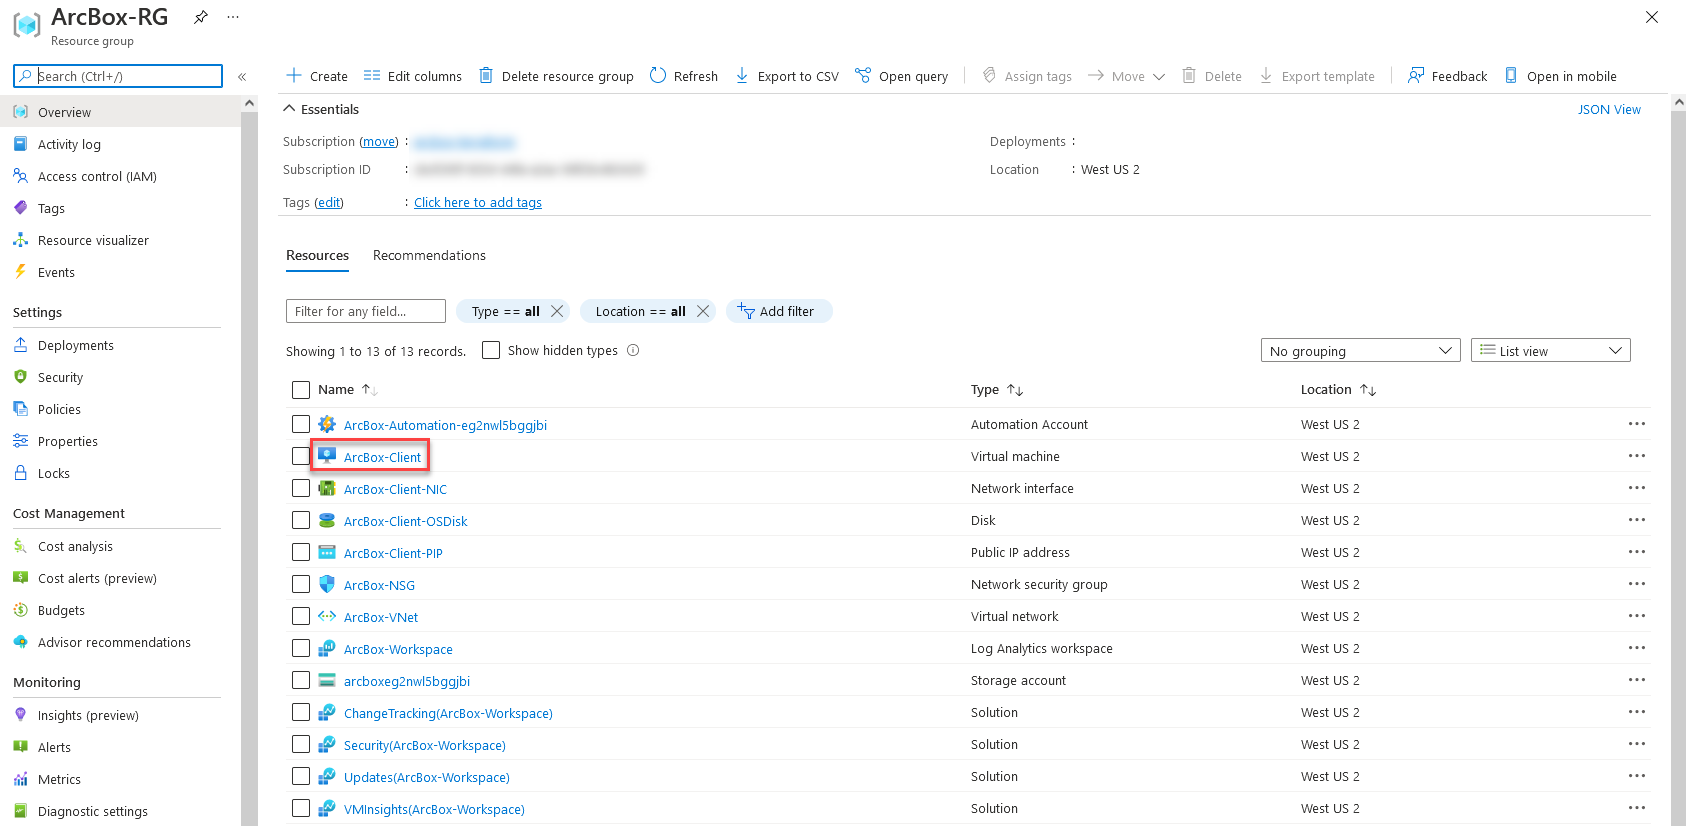 ArcBox-RG
Resource group
Search (Ctrl+/)
Overview
Activity log
Access control (IAM)
Tags
Resource visualizer
Events
Settings
Deployments
Security
Policies
Properties
Locks
Cost Management
Cost analysis
Cost alerts (preview)
Budgets
Advisor recommendations
Monitoring
Insights (preview)
Alerts
Metrics
Diagnostic settings
Create Edit columns Delete resource group Refresh Export to CSV Open query Assign tags Move Delete Export template Feedback Open in mobile
Essentials JSON View
Subscription (move) : Deployments :
Subscription ID : Location : West US 2
Tags (edit) : Click here to add tags
Resources Recommendations
Filter for any field... Type == all Location == all Add filter
Showing 1 to 13 of 13 records. Show hidden types No grouping List view
Name Type Location
ArcBox-Automation-eg2nwl5bggjbi Automation Account West US 2
ArcBox-Client Virtual machine West US 2
ArcBox-Client-NIC Network interface West US 2
ArcBox-Client-OSDisk Disk West US 2
ArcBox-Client-PIP Public IP address West US 2
ArcBox-NSG Network security group West US 2
ArcBox-VNet Virtual network West US 2
ArcBox-Workspace Log Analytics workspace West US 2
arcboxeg2nwl5bggjbi Storage account West US 2
ChangeTracking(ArcBox-Workspace) Solution West US 2
Security(ArcBox-Workspace) Solution West US 2
Updates(ArcBox-Workspace) Solution West US 2
VMInsights(ArcBox-Workspace) Solution West US 2